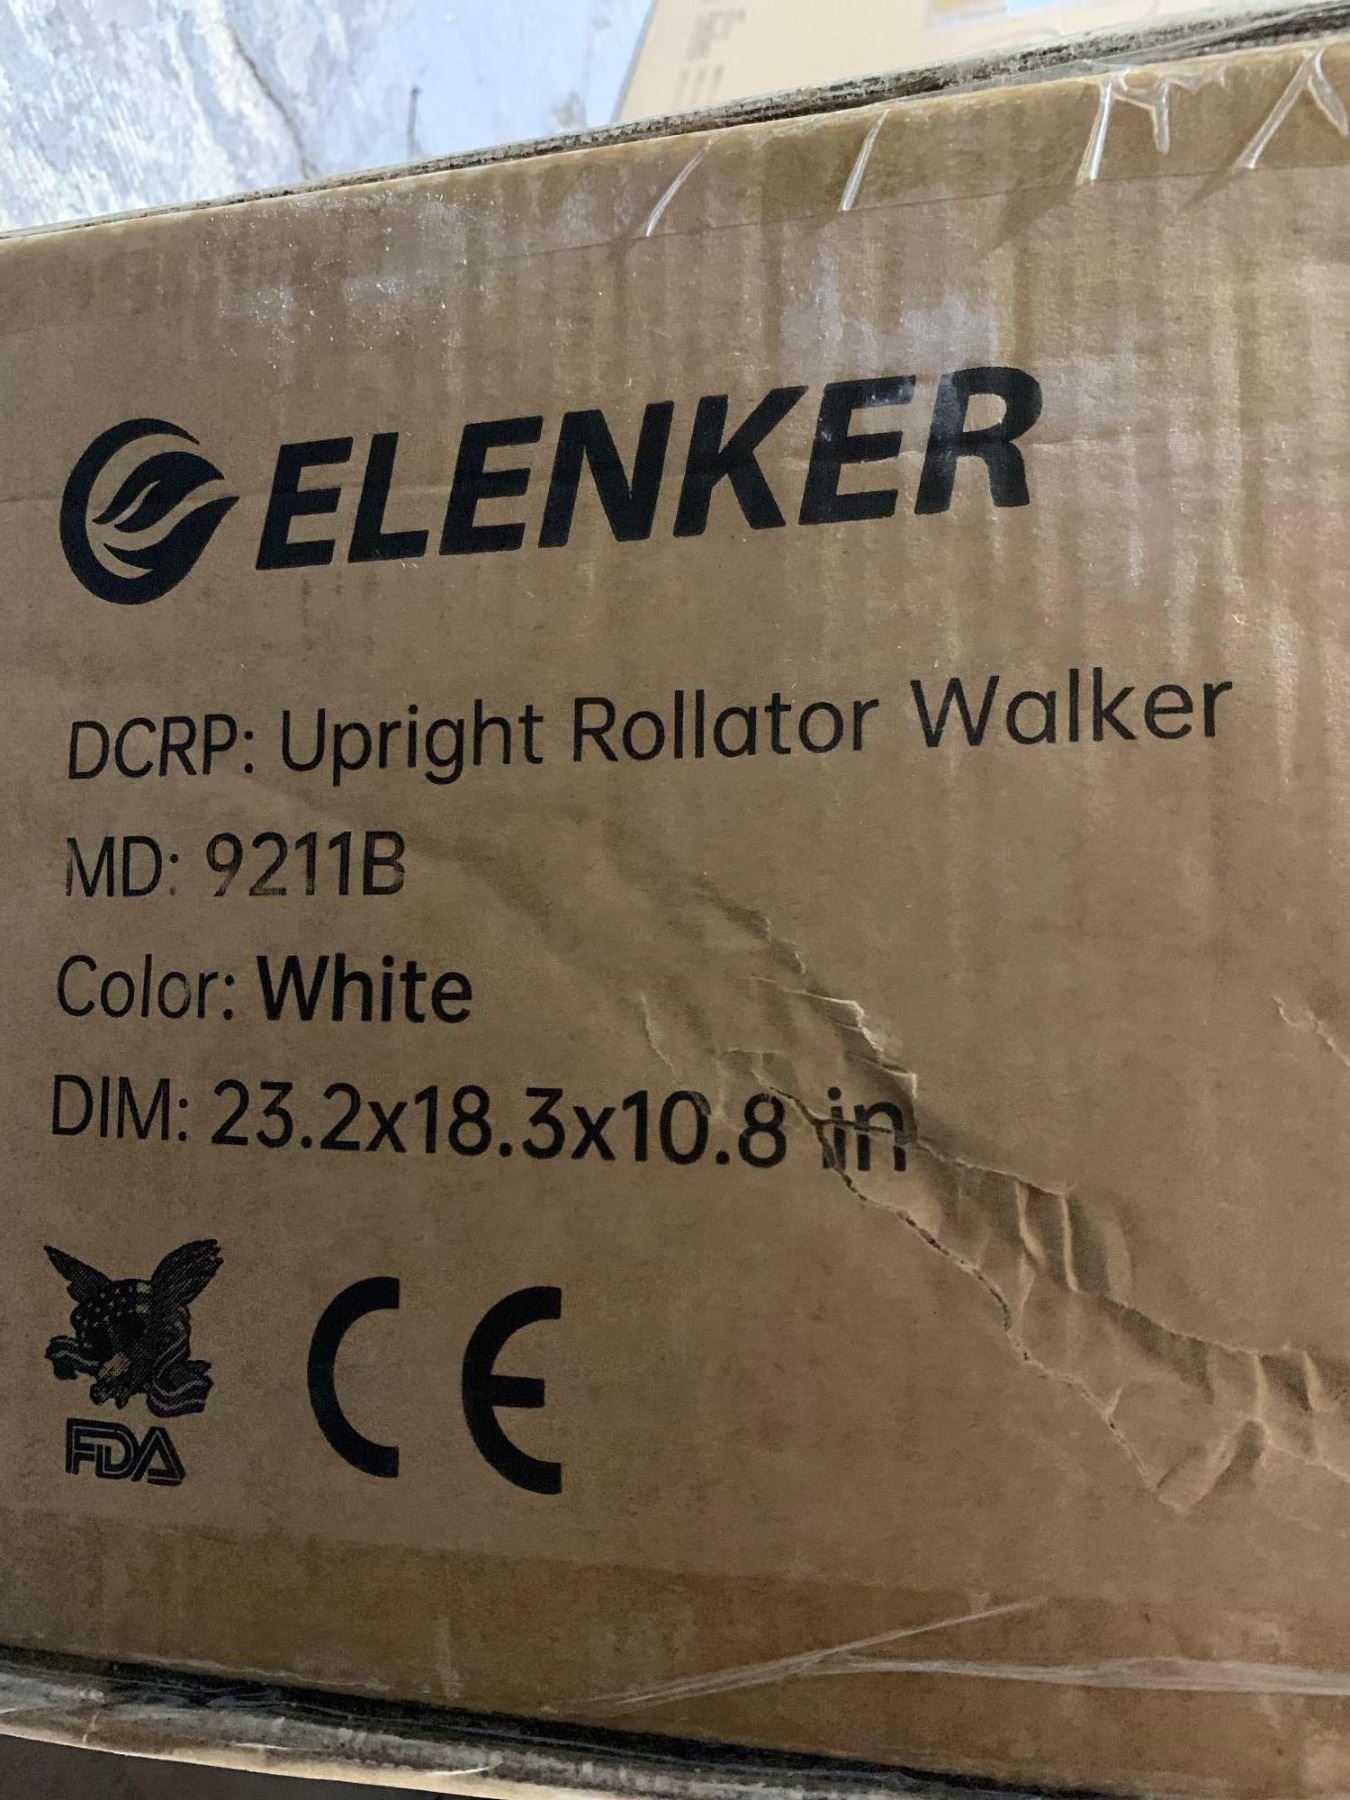 ELENKER
DCRP: Upright Rollator Walker
MD: 9211B
Color: White
DIM: 23.2x18.3x10.8 in
FDA
CE